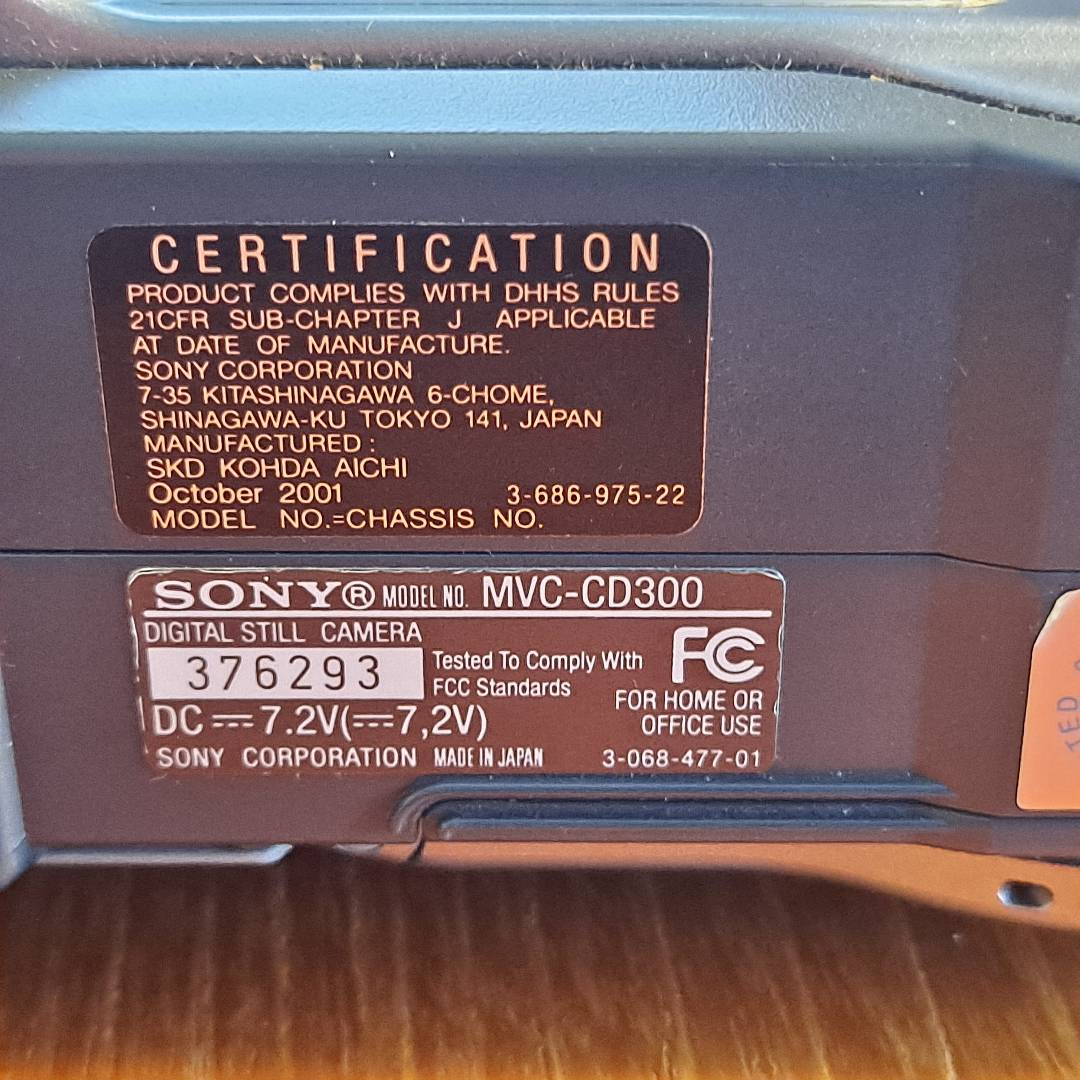 CERTIFICATION
PRODUCT COMPLIES WITH DHHS RULES
21CFR SUB-CHAPTER J APPLICABLE
AT DATE OF MANUFACTURE.
SONY CORPORATION
7-35 KITASHINAGAWA 6-CHOME,
SHINAGAWA-KU TOKYO 141, JAPAN
MANUFACTURED :
SKD KOHDA AICHI
October 2001 3-686-975-22
MODEL NO.=CHASSIS NO.
SONY® MODEL NO. MVC-CD300
DIGITAL STILL CAMERA
376293
Tested To Comply With
FCC Standards
FC
FOR HOME OR
OFFICE USE
DC ⎓ 7.2V(⎓7,2V)
SONY CORPORATION MADE IN JAPAN 3-068-477-01